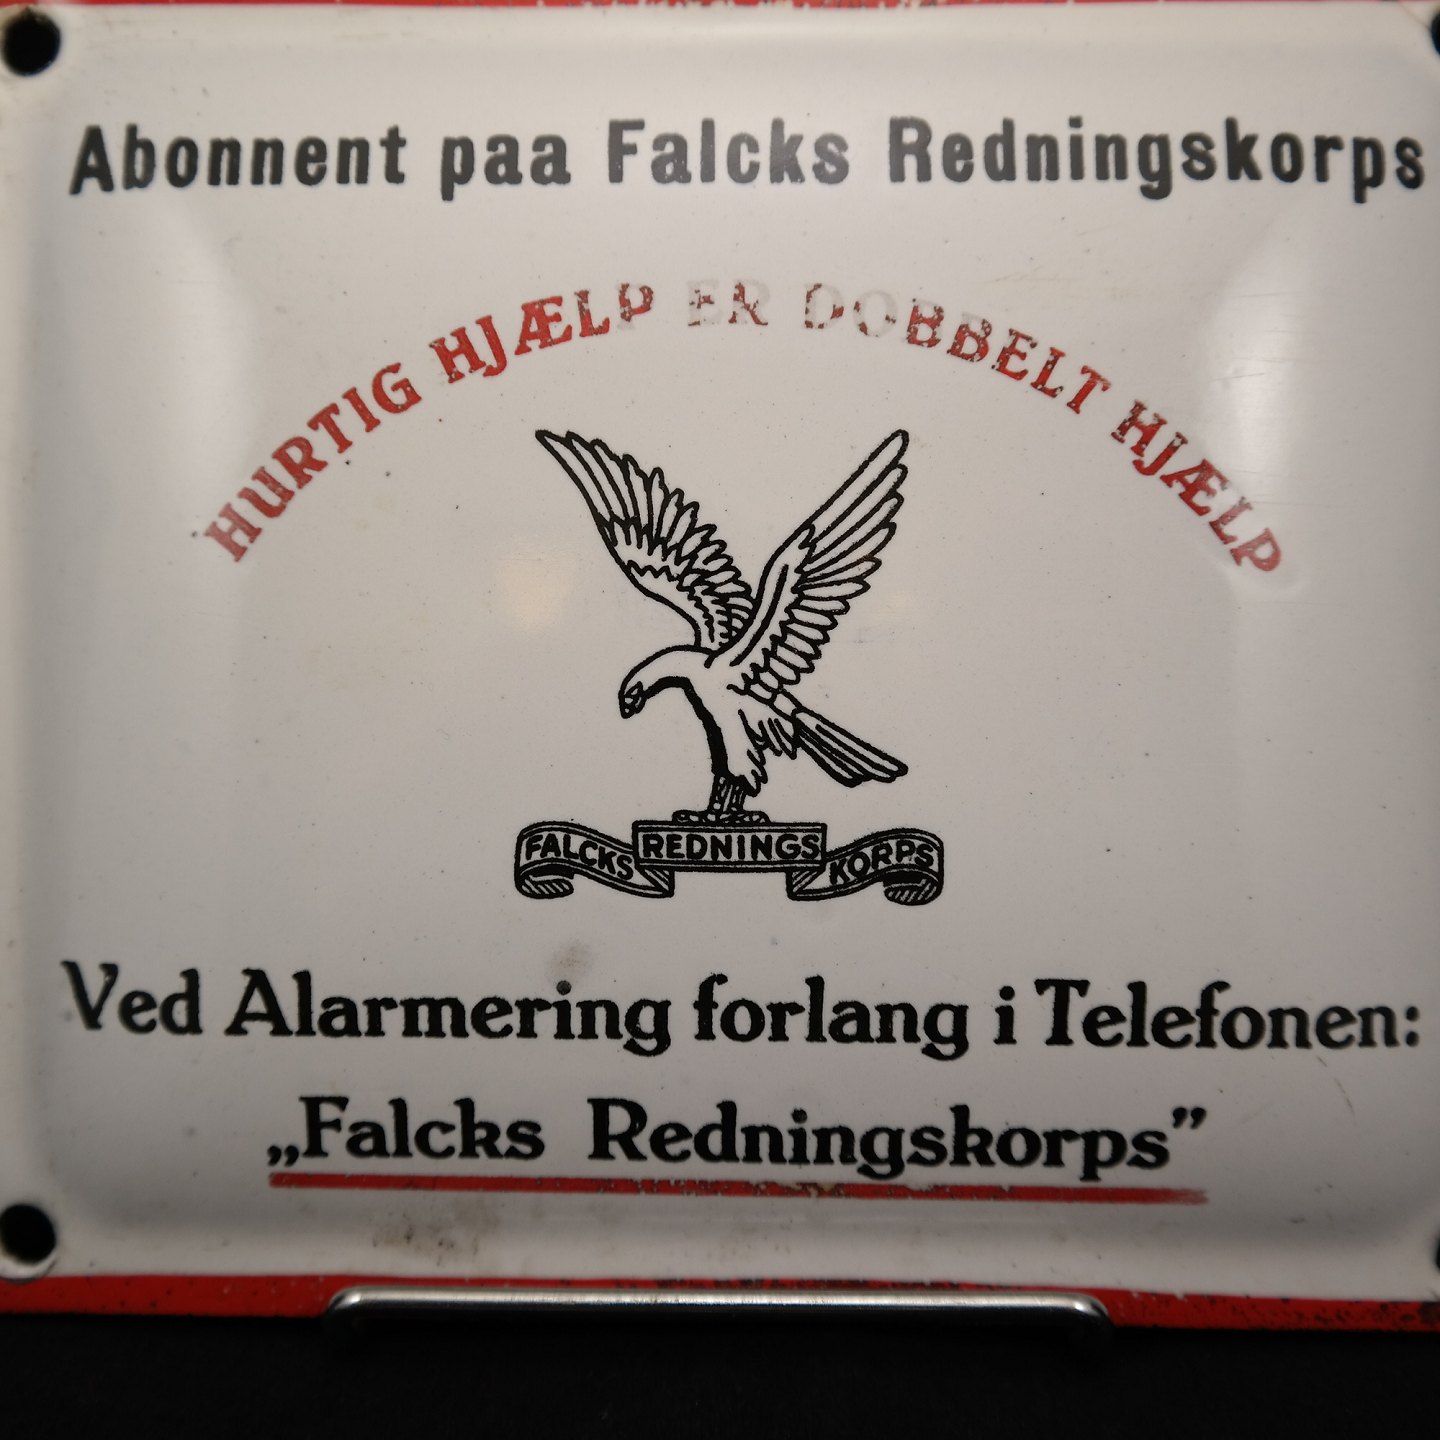 Abonnent paa Falcks Redningskorps
HURTIG HJÆLP ER DOBBELT HJÆLP
FALCKS REDNINGS KORPS
Ved Alarmering forlang i Telefonen:
„Falcks Redningskorps”